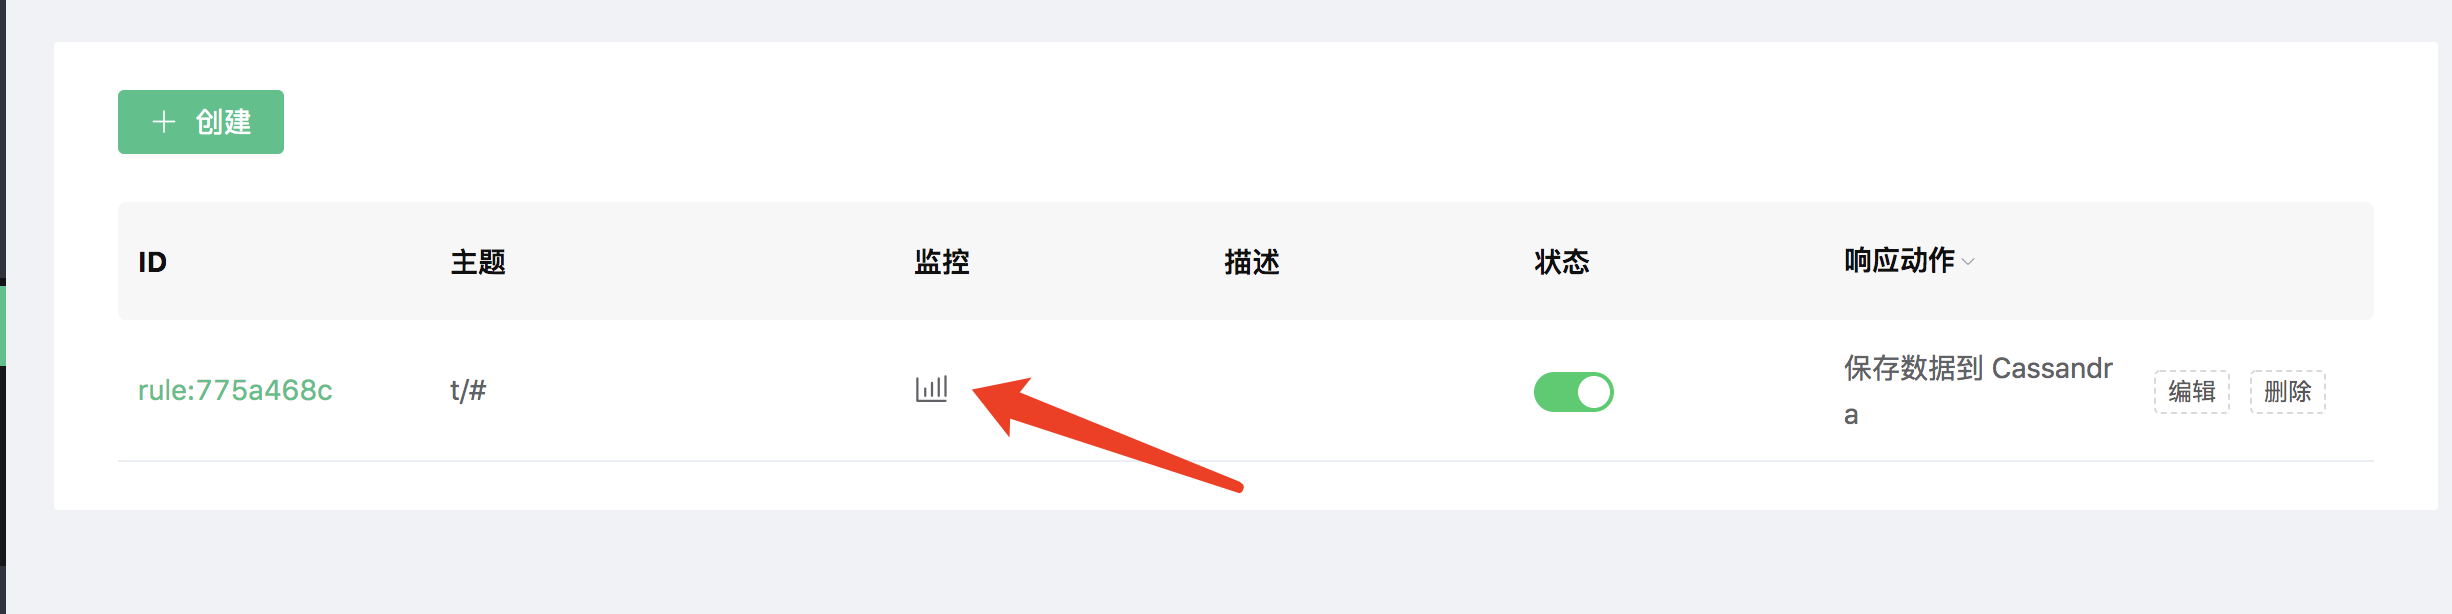 创建
ID 主题 监控 描述 状态 响应动作
rule:775a468c t/# 保存数据到 Cassandr
a 编辑 删除